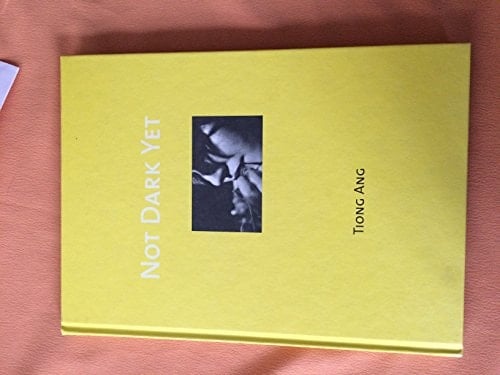 NOT DARK YET
TIONG ANG